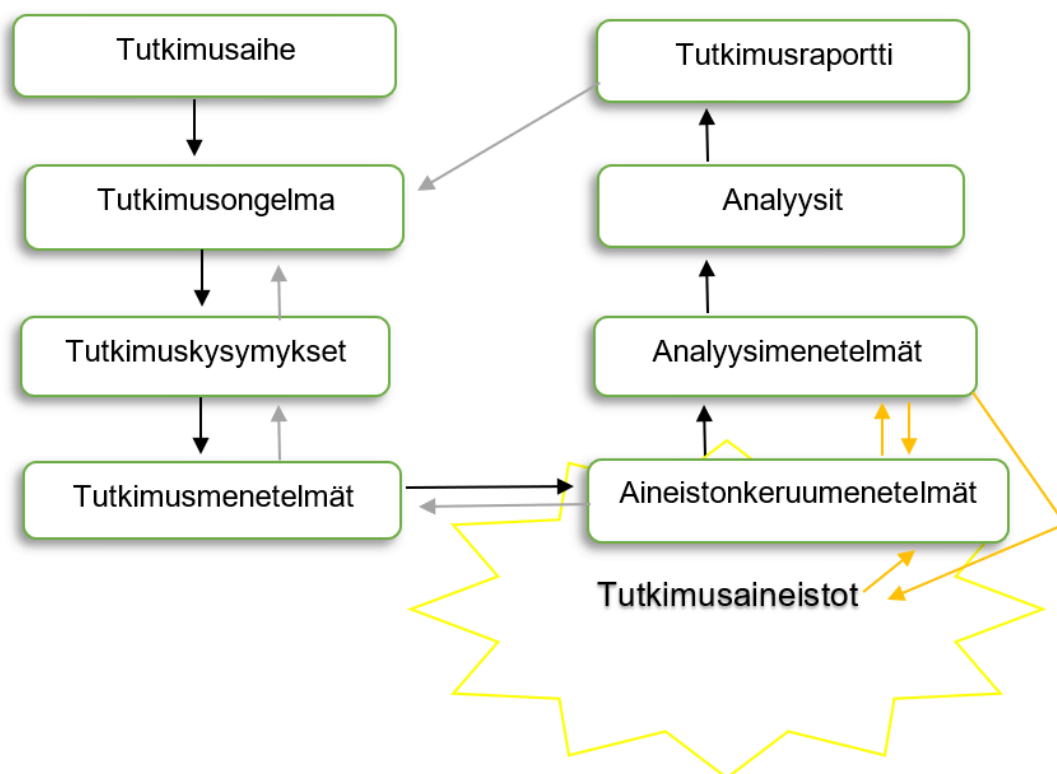 Tutkimusaihe
Tutkimusongelma
Tutkimuskysymykset
Tutkimusmenetelmät
Tutkimusraportti
Analyysit
Analyysimenetelmät
Aineistonkeruumenetelmät
Tutkimusaineistot